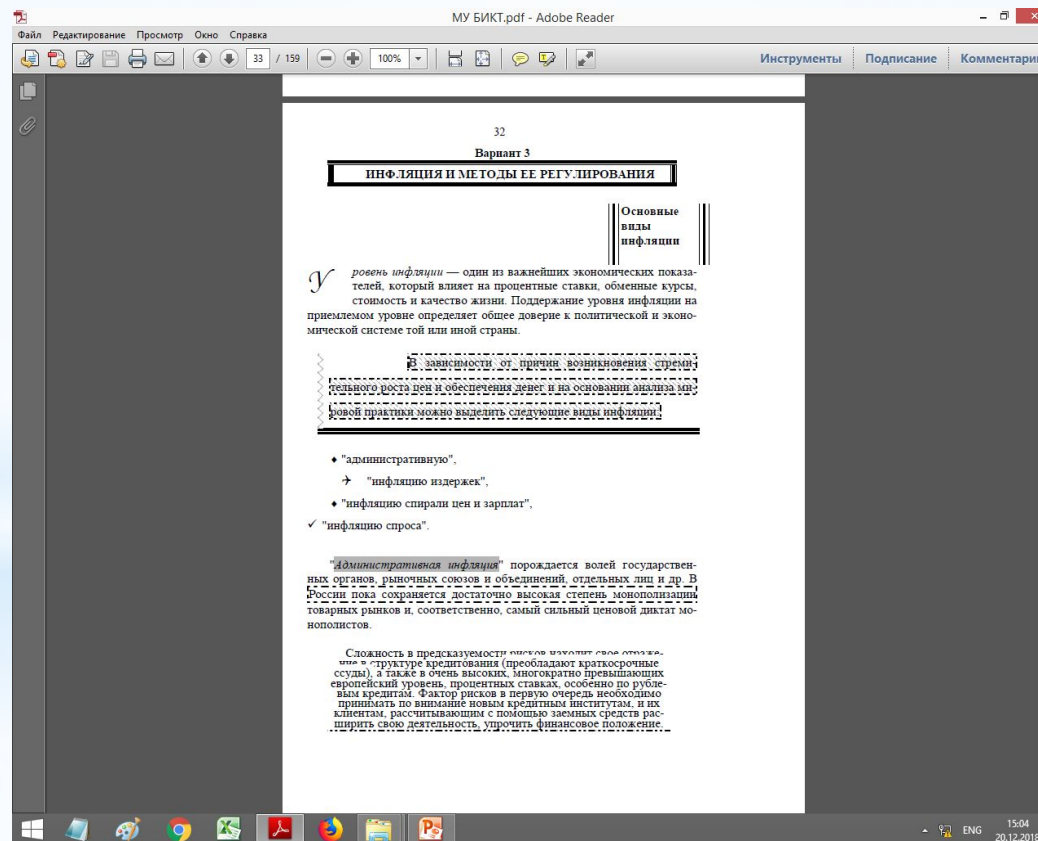 МУ БИКТ.pdf - Adobe Reader
Файл Редактирование Просмотр Окно Справка
33 / 159 100% Инструменты Подписание Комментарии
32
Вариант 3
ИНФЛЯЦИЯ И МЕТОДЫ ЕЕ РЕГУЛИРОВАНИЯ
Основные
виды
инфляции
Уровень инфляции — один из важнейших экономических показа-
телей, который влияет на процентные ставки, обменные курсы,
стоимость и качество жизни. Поддержание уровня инфляции на
приемлемом уровне определяет общее доверие к политической и эконо-
мической системе той или иной страны.
В зависимости от причин возникновения стреми-
тельного роста цен и обеспечения денег и на основании анализа ми-
ровой практики можно выделить следующие виды инфляции:
♦ "административную",
✈ "инфляцию издержек",
♦ "инфляцию спирали цен и зарплат",
✓ "инфляцию спроса".
"Административная инфляция" порождается волей государствен-
ных органов, рыночных союзов и объединений, отдельных лиц и др. В
России пока сохраняется достаточно высокая степень монополизации
товарных рынков и, соответственно, самый сильный ценовой диктат мо-
нополистов.
Сложность в предсказуемости рисков находит свое отраже-
ние в структуре кредитования (преобладают краткосрочные
ссуды), а также в очень высоких, многократно превышающих
европейский уровень, процентных ставках, особенно по рубле-
вым кредитам. Фактор рисков в первую очередь необходимо
принимать по внимание новым кредитным институтам, и их
клиентам, рассчитывающим с помощью заемных средств рас-
ширить свою деятельность, упрочить финансовое положение.
ENG 15:04
20.12.2018